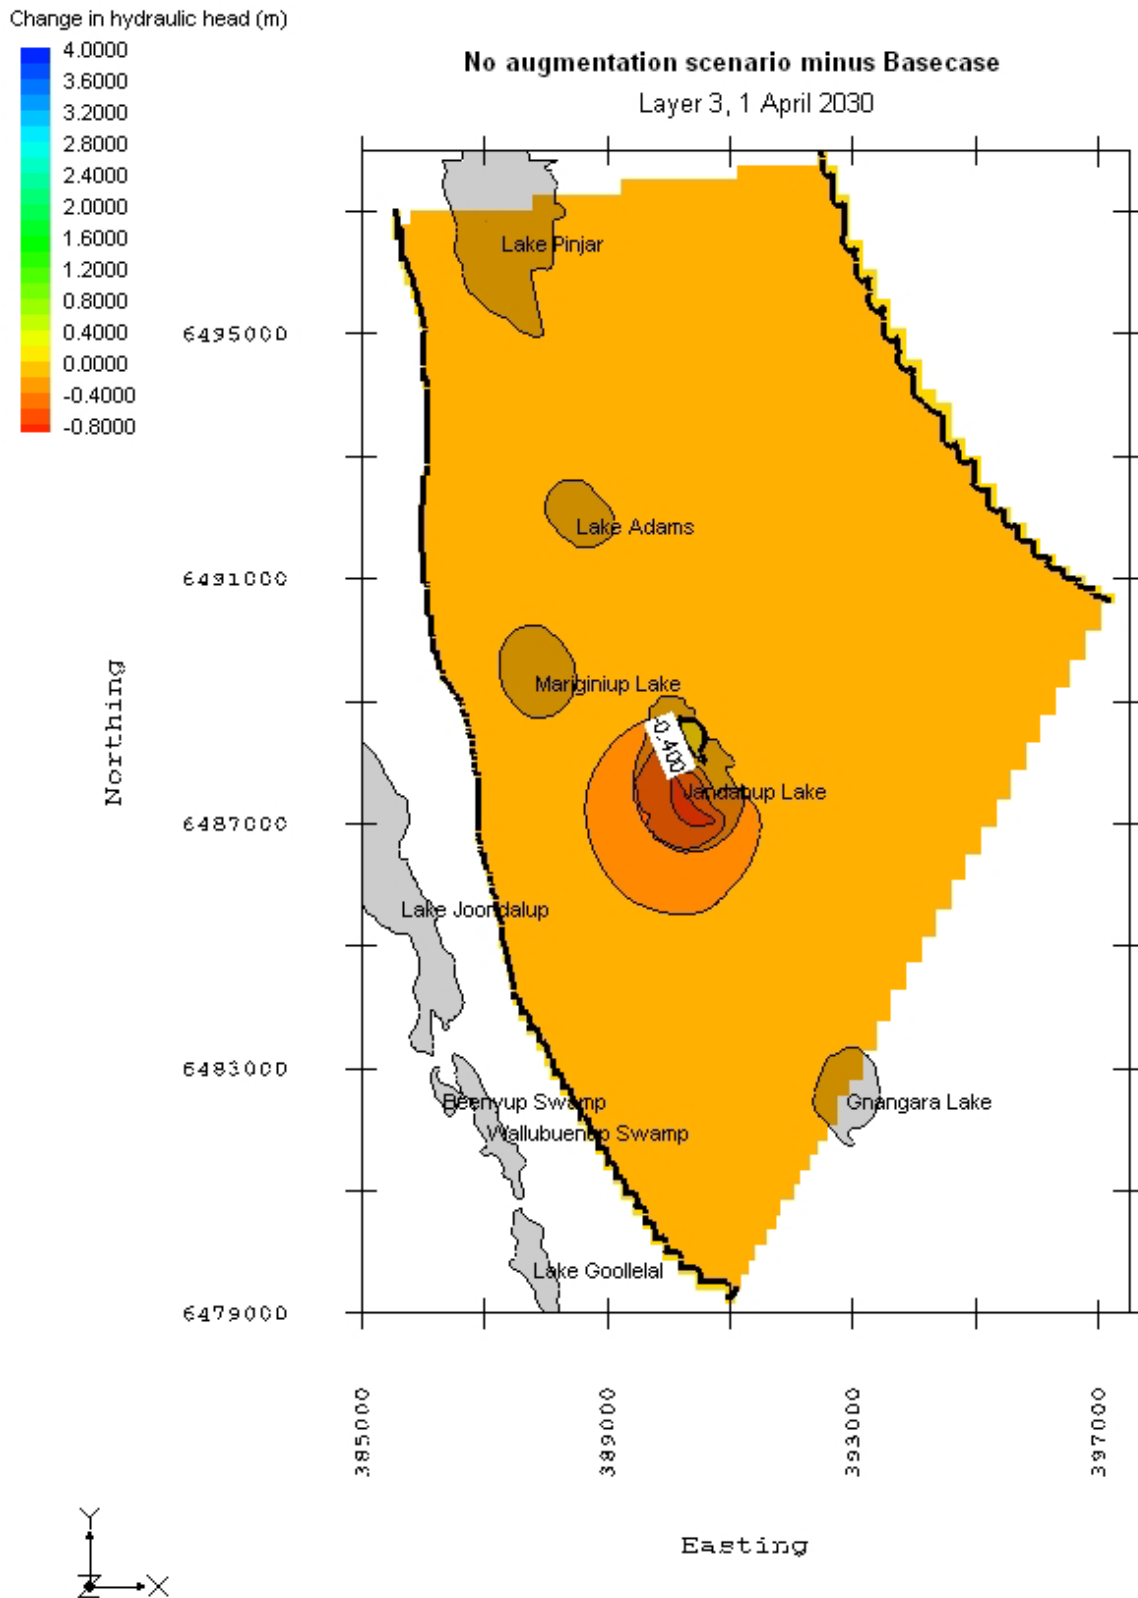 Change in hydraulic head (m)
4.0000
3.6000
3.2000
2.8000
2.4000
2.0000
1.6000
1.2000
0.8000
0.4000
0.0000
-0.4000
-0.8000
No augmentation scenario minus Basecase
Layer 3, 1 April 2030
Lake Pinjar
6495000
Lake Adams
6491000
Mariginiup Lake
Northing
-0.400
Jandabup Lake
6487000
Lake Joondalup
6483000
Beenyup Swamp
Gnangara Lake
Wallubuenup Swamp
Lake Goollelal
6479000
385000
389000
393000
397000
Easting
Y
Z
X